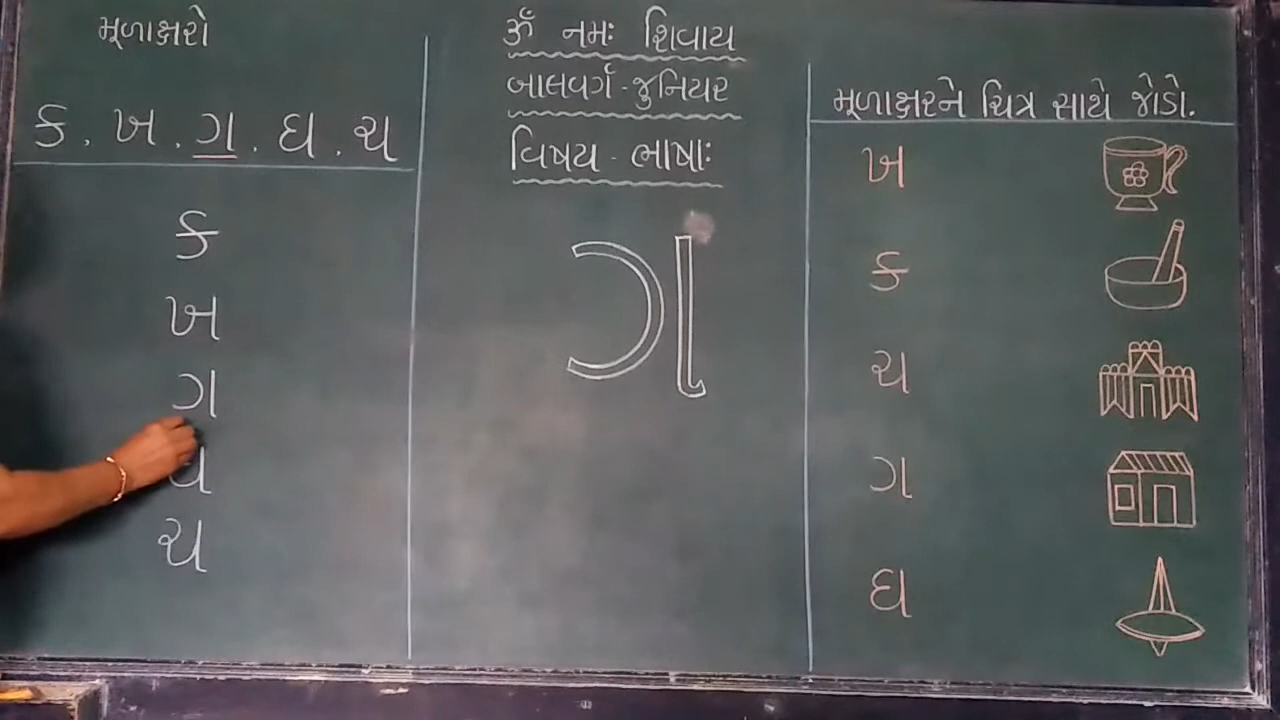 મૂળાક્ષરો
ક . ખ . ગ . ઘ . ચ
ક
ખ
ગ
ચ
ૐ નમઃ શિવાય
બાલવર્ગ - જુનિયર
વિષય - ભાષાઃ
ગ
મૂળાક્ષરને ચિત્ર સાથે જોડો.
ખ
ક
ચ
ગ
ઘ